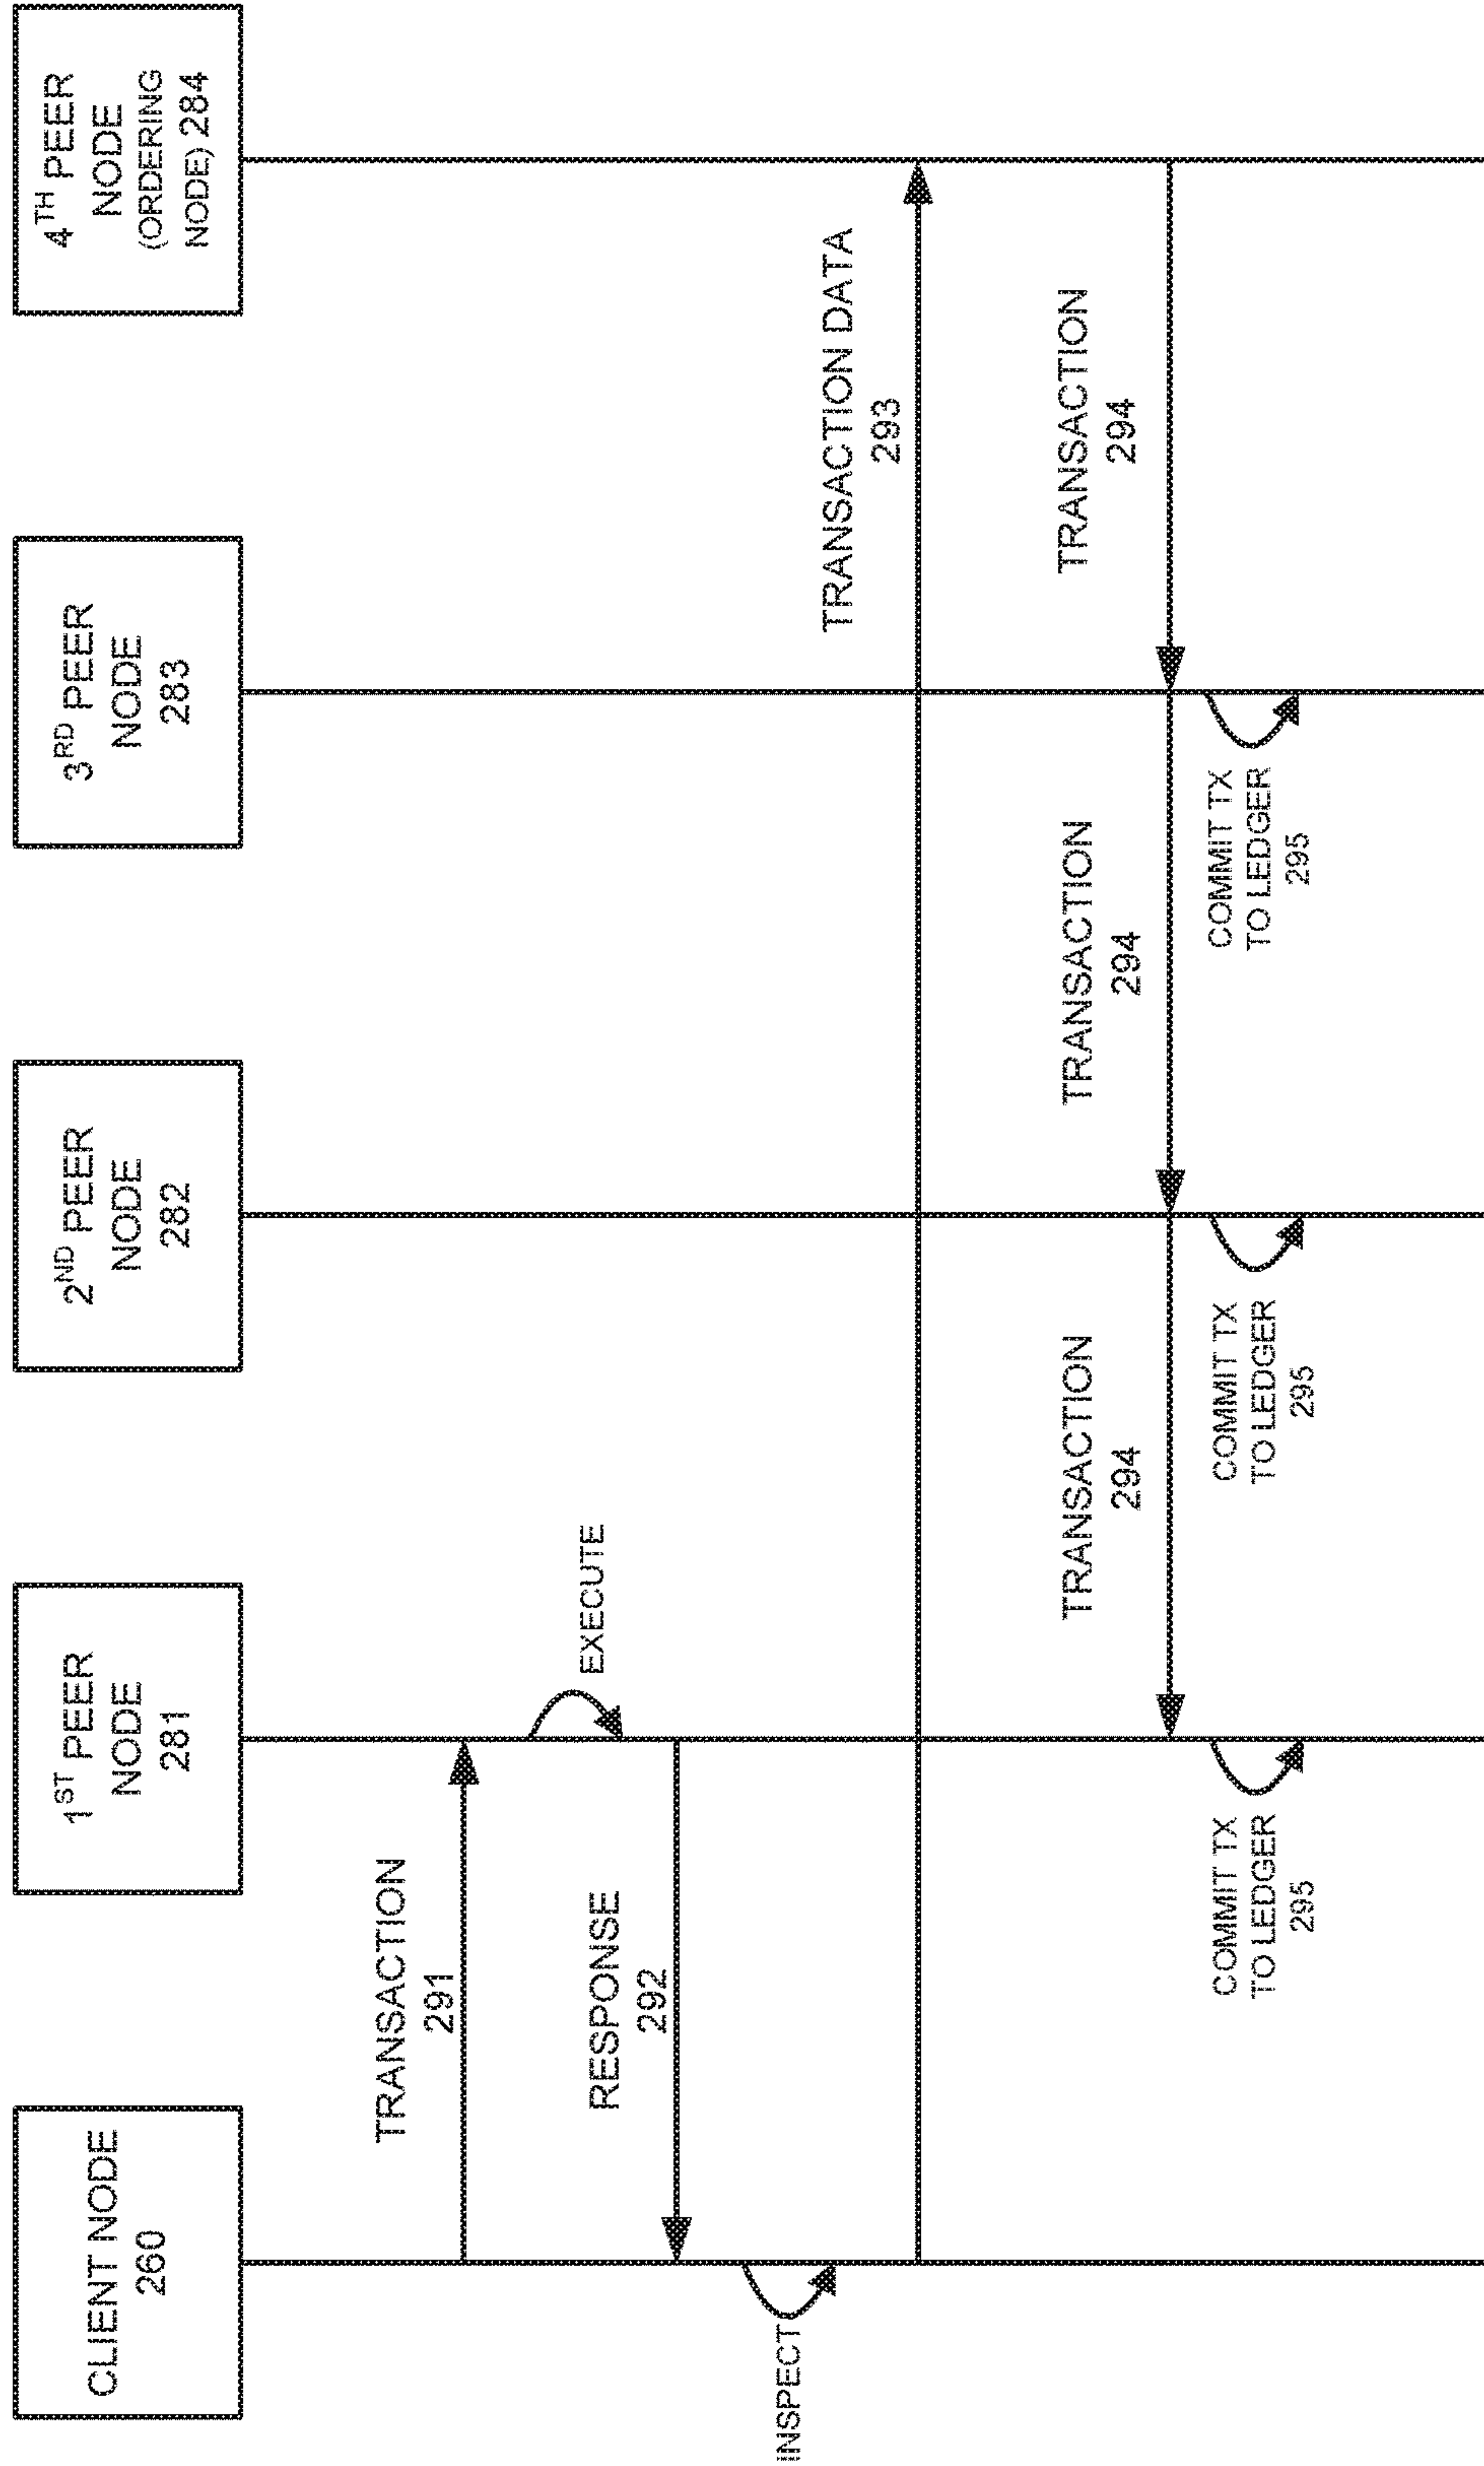 CLIENT NODE
260
1ST PEER
NODE
281
2ND PEER
NODE
282
3RD PEER
NODE
283
4TH PEER
NODE
(ORDERING
NODE) 284
TRANSACTION
291
EXECUTE
RESPONSE
292
INSPECT
TRANSACTION DATA
293
TRANSACTION
294
TRANSACTION
294
TRANSACTION
294
COMMIT TX
TO LEDGER
295
COMMIT TX
TO LEDGER
295
COMMIT TX
TO LEDGER
295